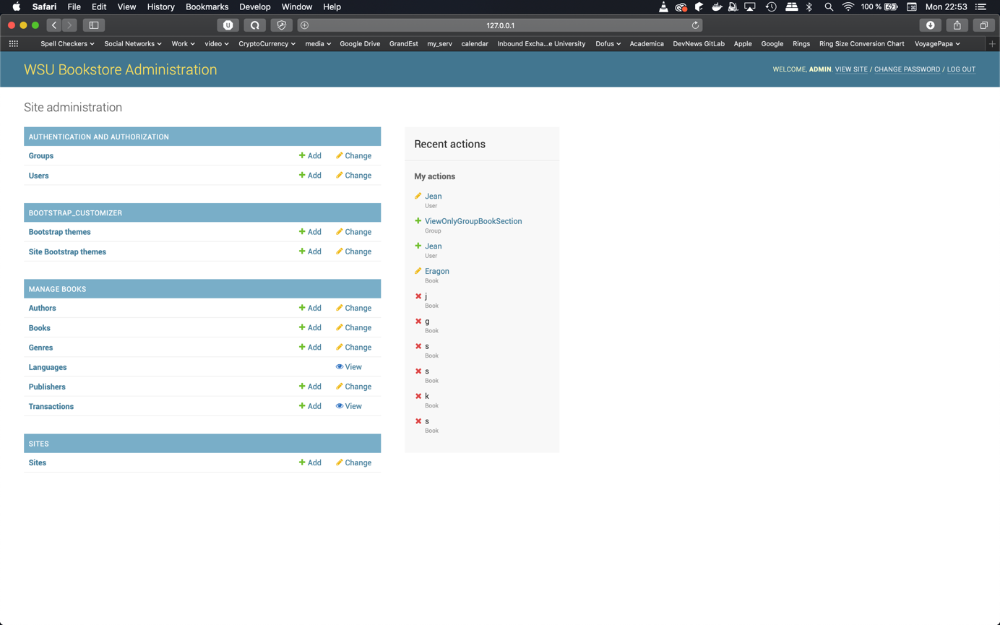 Safari File Edit View History Bookmarks Develop Window Help 100 % Mon 22:53
127.0.0.1
Spell Checkers Social Networks Work video CryptoCurrency media Google Drive GrandEst my_serv calendar Inbound Excha...e University Dofus Academica DevNews GitLab Apple Google Rings Ring Size Conversion Chart VoyagePapa
WSU Bookstore Administration
WELCOME, ADMIN. VIEW SITE / CHANGE PASSWORD / LOG OUT
Site administration
AUTHENTICATION AND AUTHORIZATION
Groups Add Change
Users Add Change
BOOTSTRAP_CUSTOMIZER
Bootstrap themes Add Change
Site Bootstrap themes Add Change
MANAGE BOOKS
Authors Add Change
Books Add Change
Genres Add Change
Languages View
Publishers Add Change
Transactions Add View
SITES
Sites Add Change
Recent actions
My actions
Jean
User
ViewOnlyGroupBookSection
Group
Jean
User
Eragon
Book
j
Book
g
Book
s
Book
s
Book
k
Book
s
Book